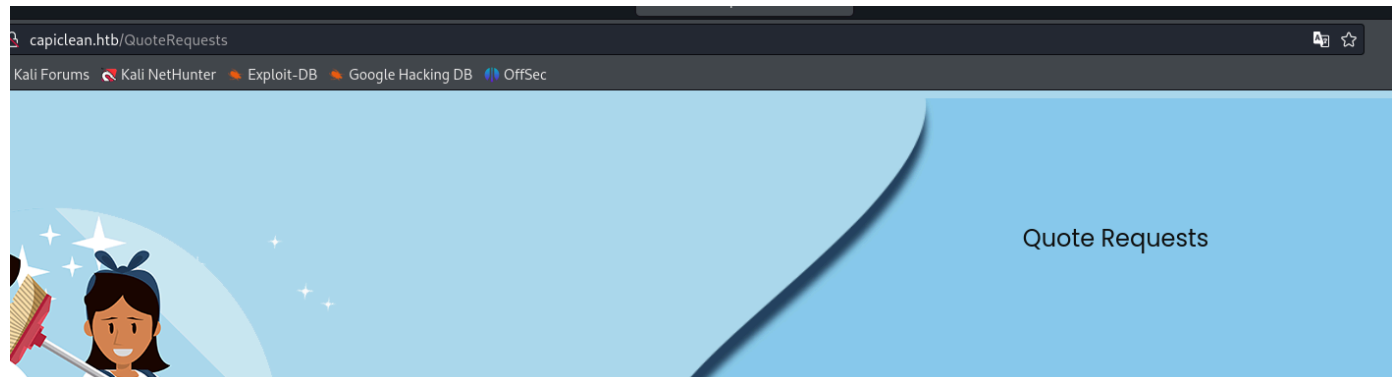 capiclean.htb/QuoteRequests
Kali Forums Kali NetHunter Exploit-DB Google Hacking DB OffSec
Quote Requests